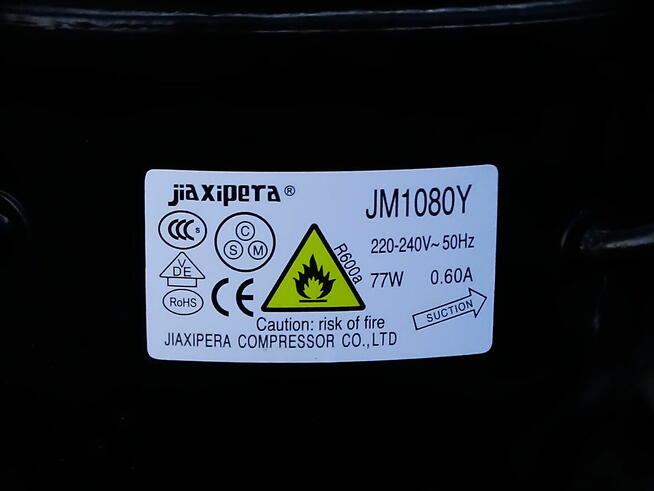 jiaxipera®
JM1080Y
CCC S
C
S M
220-240V~50Hz
R600a
VDE
77W 0.60A
RoHS
CE
SUCTION
Caution: risk of fire
JIAXIPERA COMPRESSOR CO.,LTD